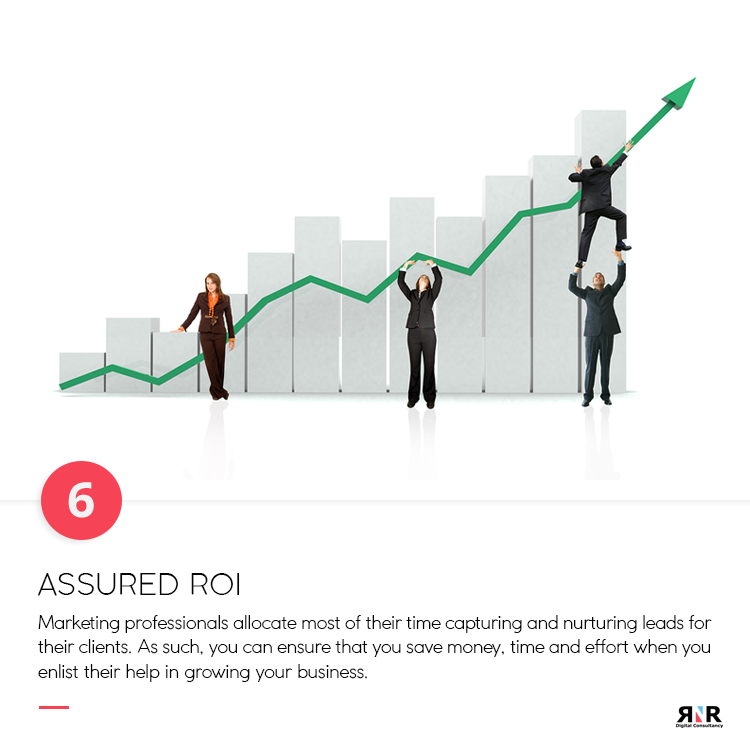 6
ASSURED ROI
Marketing professionals allocate most of their time capturing and nurturing leads for
their clients. As such, you can ensure that you save money, time and effort when you
enlist their help in growing your business.
RNR
Digital Consultancy